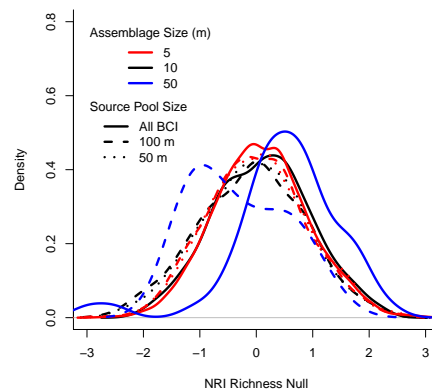 Assemblage Size (m)
5
10
50
Source Pool Size
All BCI
100 m
50 m
Density
0.0
0.2
0.4
0.6
0.8
−3
−2
−1
0
1
2
3
NRI Richness Null